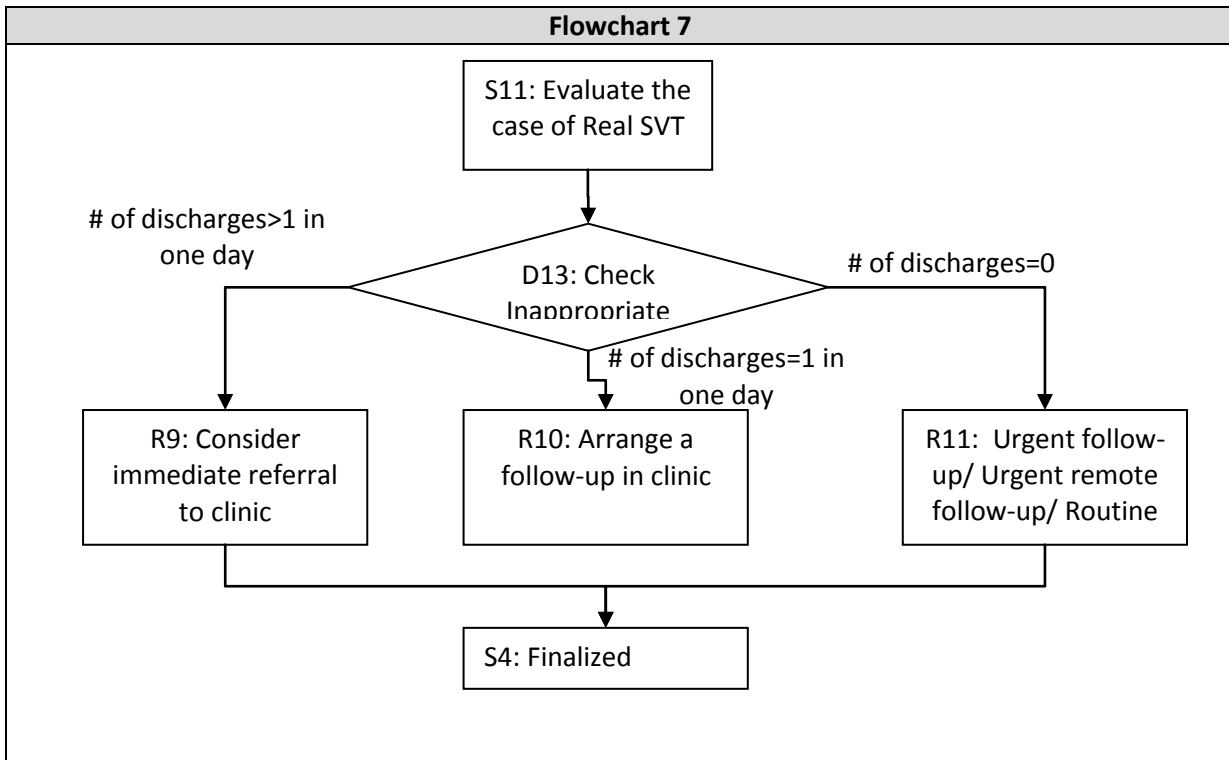 Flowchart 7
S11: Evaluate the
case of Real SVT
# of discharges>1 in
one day
D13: Check
Inappropriate
# of discharges=0
# of discharges=1 in
one day
R9: Consider
immediate referral
to clinic
R10: Arrange a
follow-up in clinic
R11:  Urgent follow-
up/ Urgent remote
follow-up/ Routine
S4: Finalized